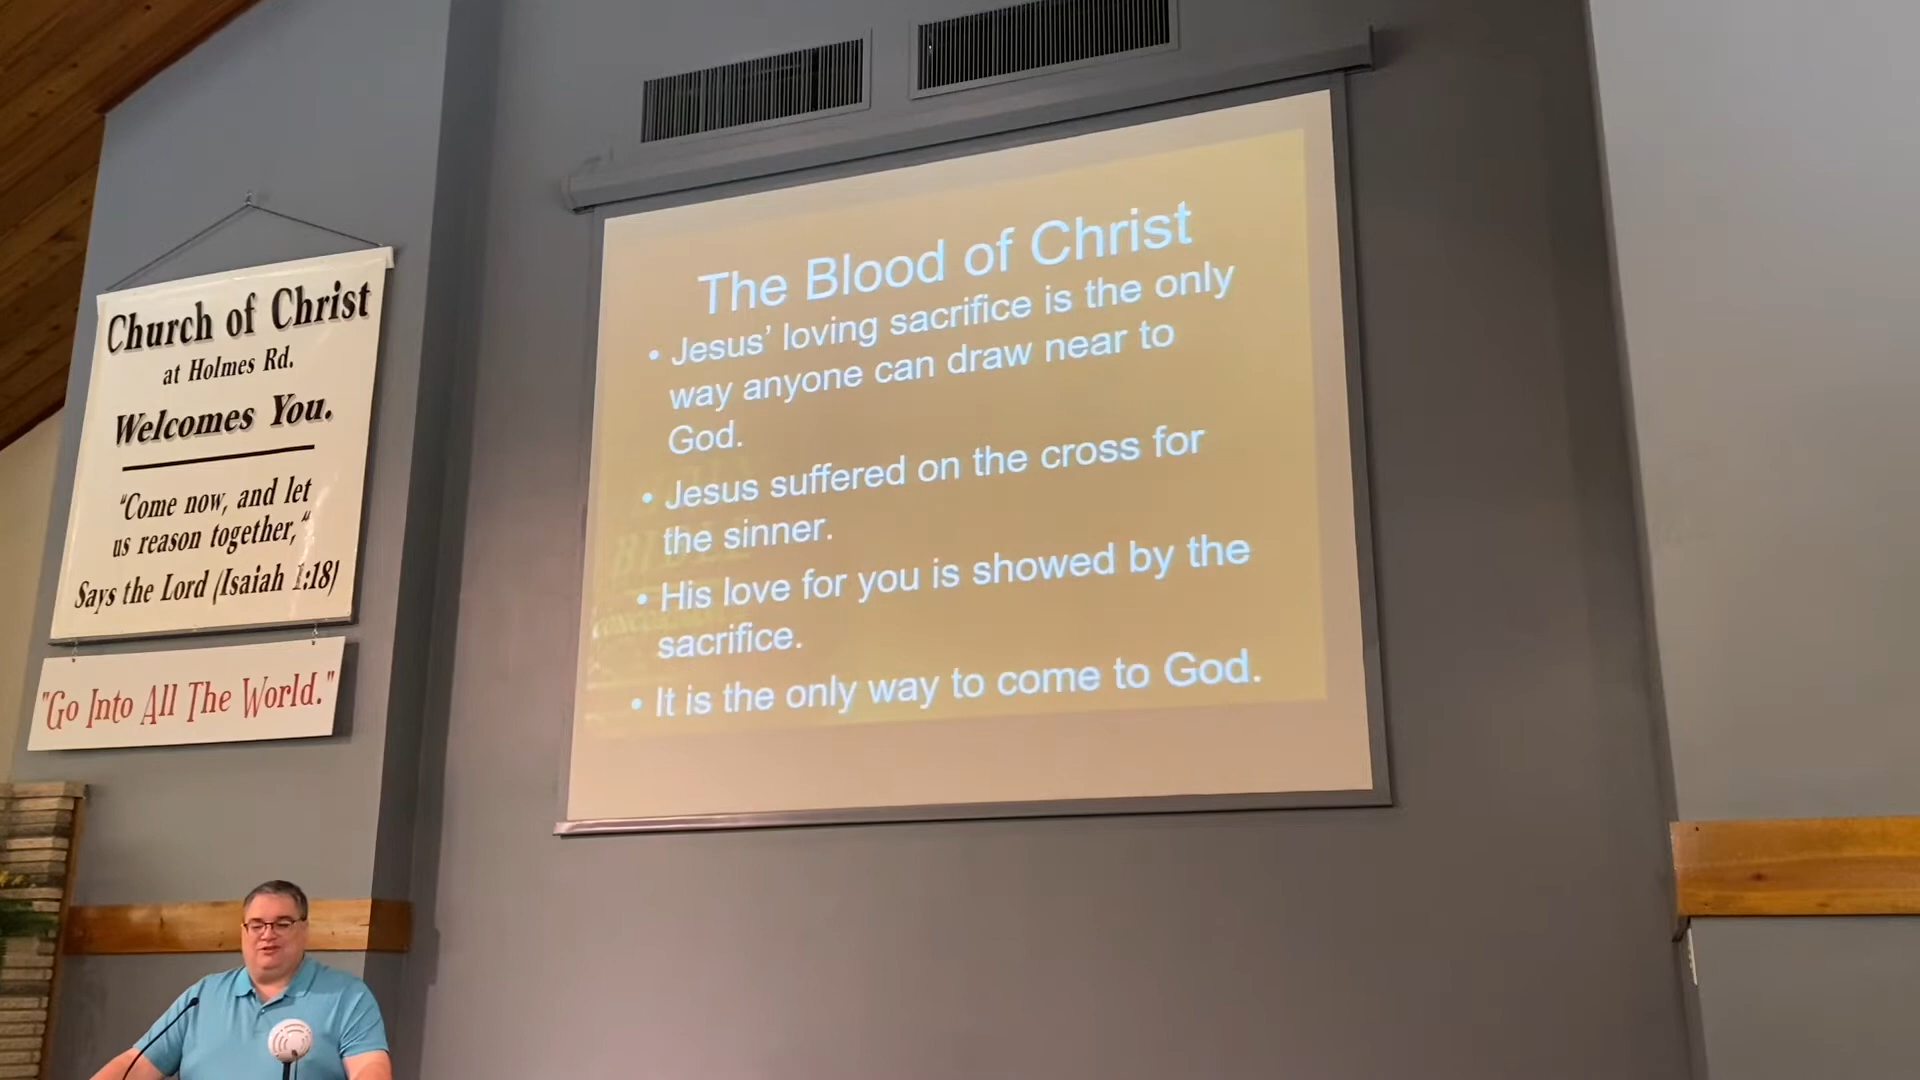 Church of Christ
at Holmes Rd.
Welcomes You.
“Come now, and let
us reason together,“
Says the Lord (Isaiah 1:18)
"Go Into All The World."
The Blood of Christ
• Jesus’ loving sacrifice is the only
way anyone can draw near to
God.
• Jesus suffered on the cross for
the sinner.
• His love for you is showed by the
sacrifice.
• It is the only way to come to God.